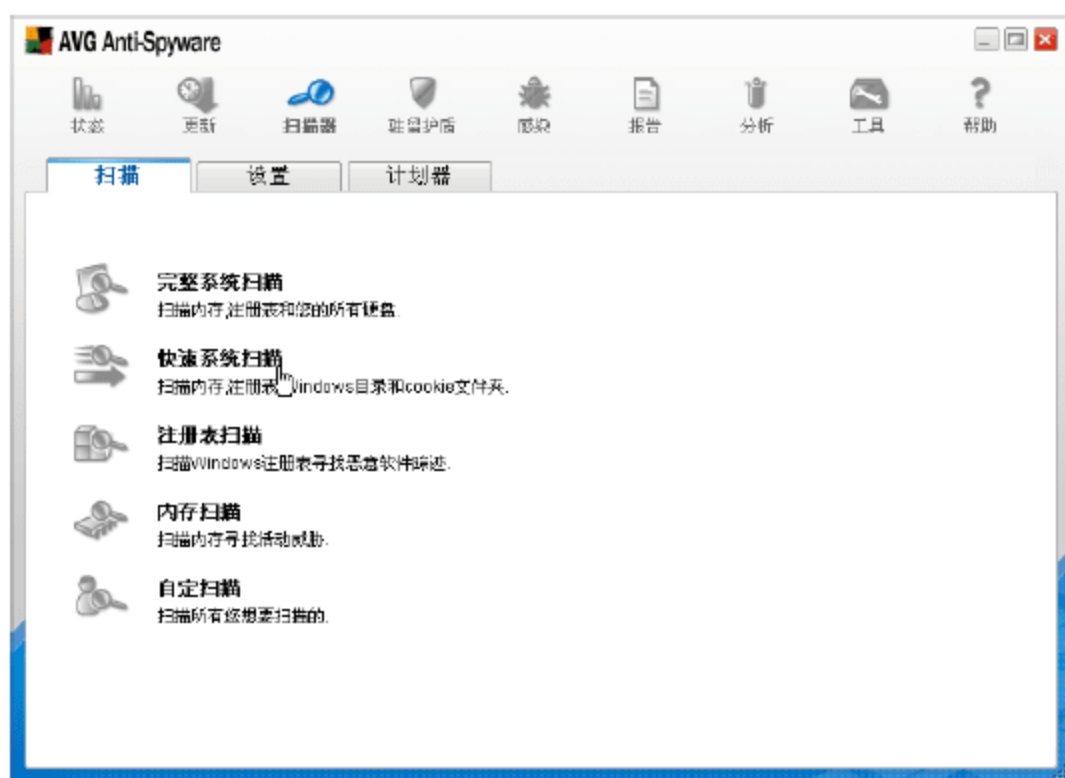 AVG Anti-Spyware
状态 更新 扫描器 驻留护盾 感染 报告 分析 工具 帮助
扫描 设置 计划器
完整系统扫描
扫描内存,注册表和您的所有硬盘.
快速系统扫描
扫描内存,注册表 Windows目录和cookie文件夹.
注册表扫描
扫描Windows注册表寻找恶意软件踪迹.
内存扫描
扫描内存寻找活动威胁.
自定扫描
扫描所有您想要扫描的.